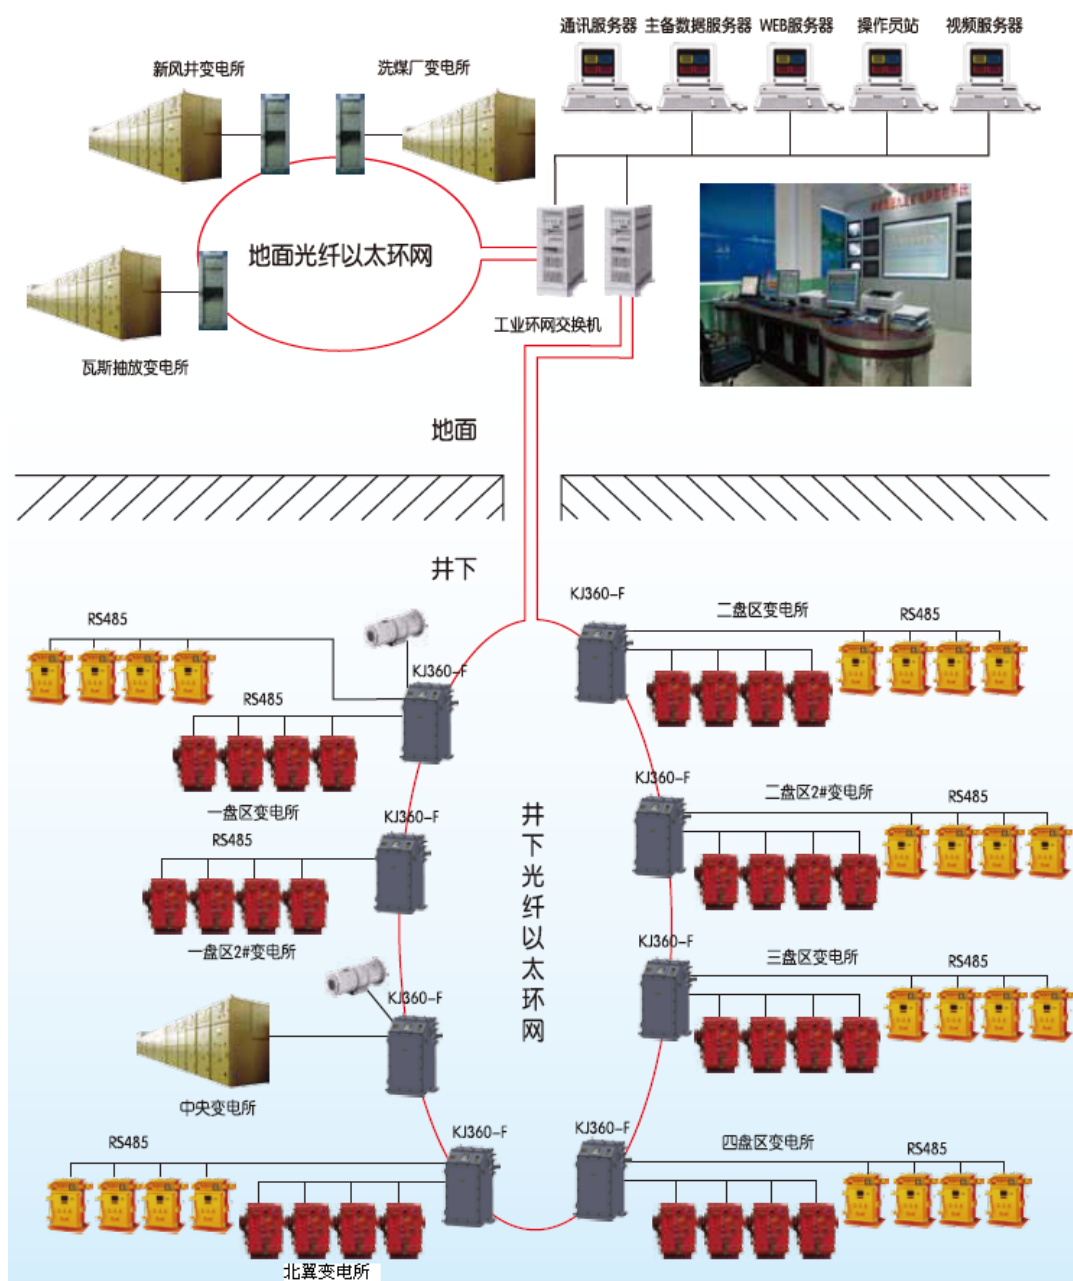 通讯服务器 主备数据服务器 WEB服务器 操作员站 视频服务器
新风井变电所
洗煤厂变电所
地面光纤以太环网
工业环网交换机
瓦斯抽放变电所
地面
井下
KJ360-F
二盘区变电所
RS485
RS485
KJ360-F
RS485
一盘区变电所
KJ360-F
二盘区2#变电所
RS485
KJ360-F
RS485
一盘区2#变电所
井下光纤以太环网
KJ360-F
三盘区变电所
RS485
KJ360-F
中央变电所
RS485
KJ360-F
KJ360-F
四盘区变电所
RS485
北翼变电所